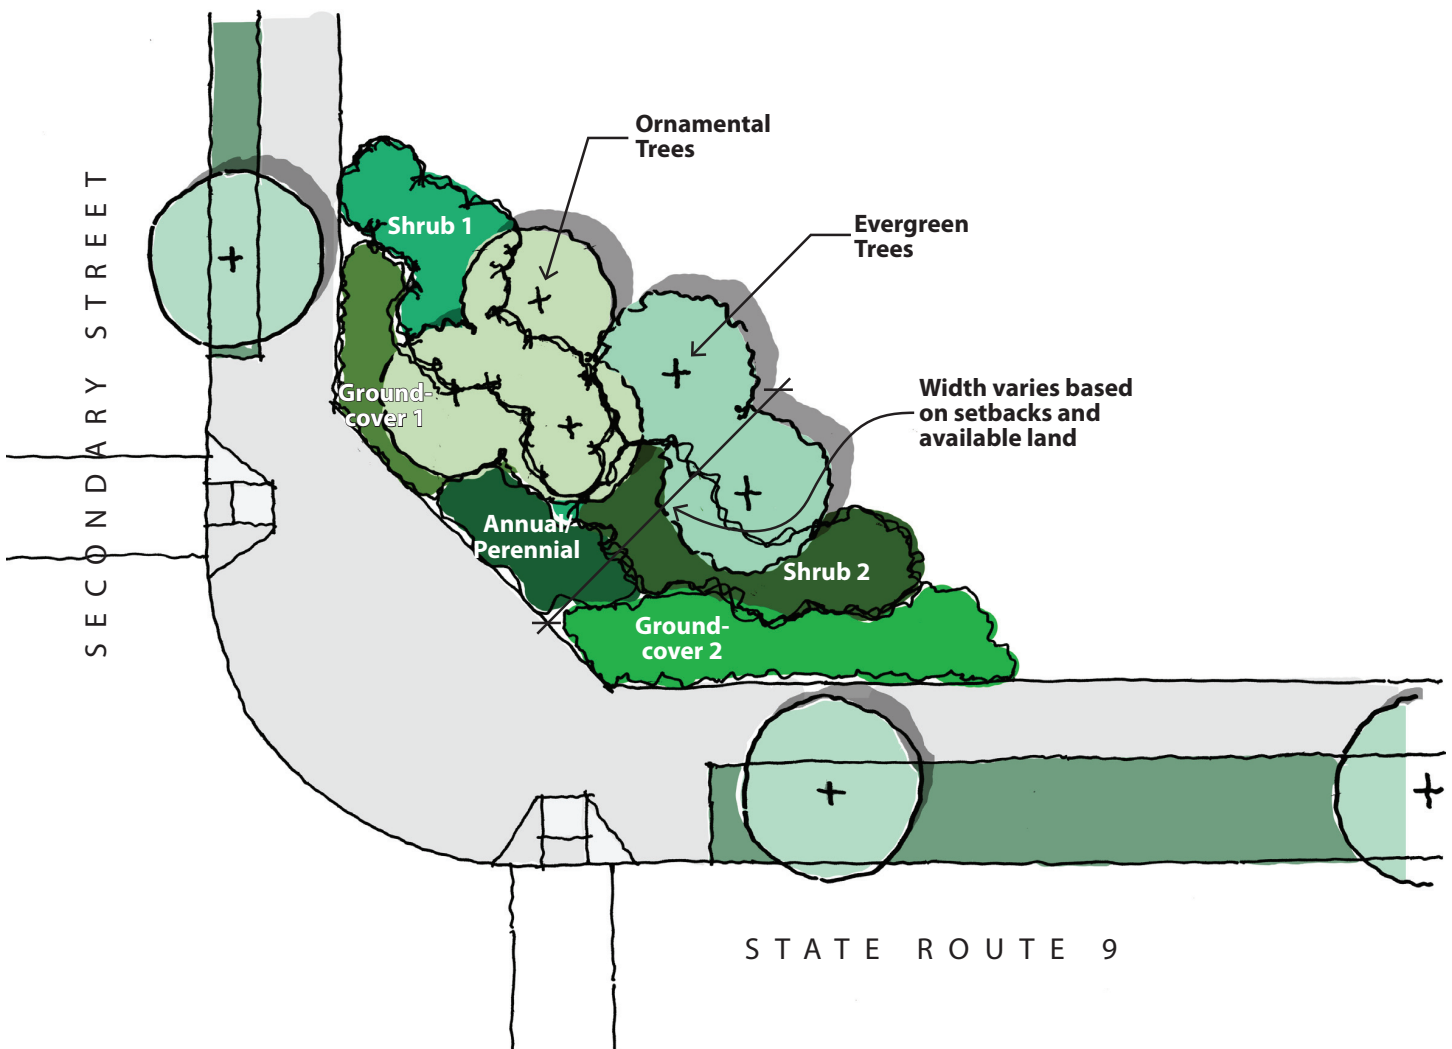 Ornamental
Trees
Evergreen
Trees
Shrub 1
Width varies based
on setbacks and
available land
Ground-
cover 1
Annual/
Perennial
Shrub 2
Ground-
cover 2
SECONDARY STREET
STATE ROUTE 9